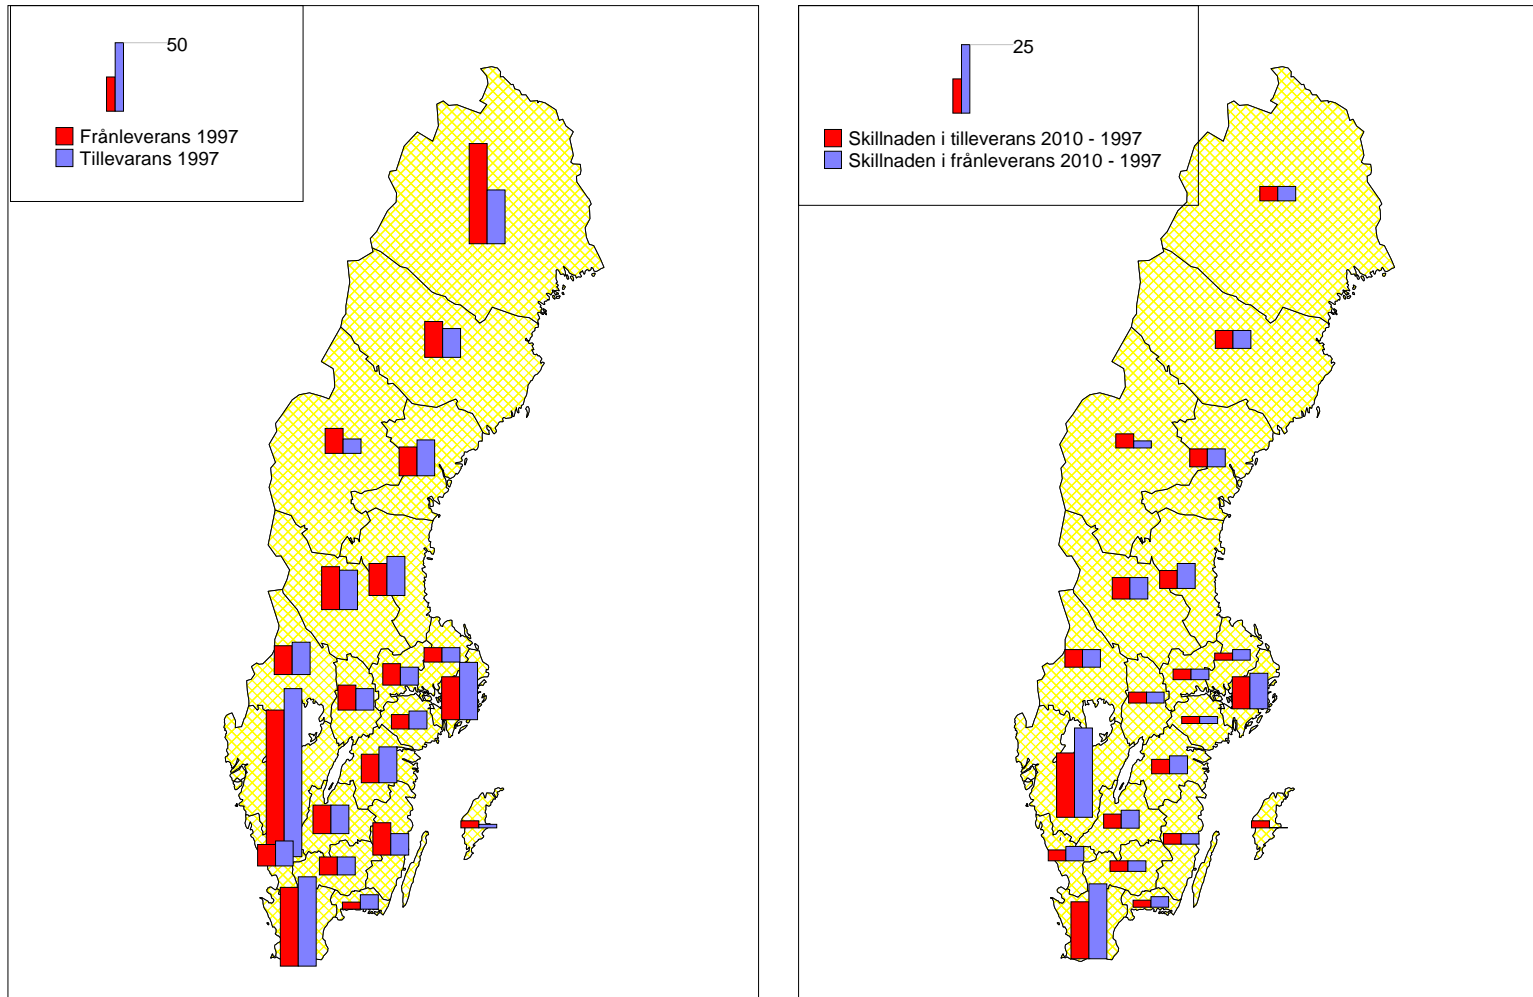 50
Frånleverans 1997
Tillevarans 1997
25
Skillnaden i tilleverans 2010 - 1997
Skillnaden i frånleverans 2010 - 1997